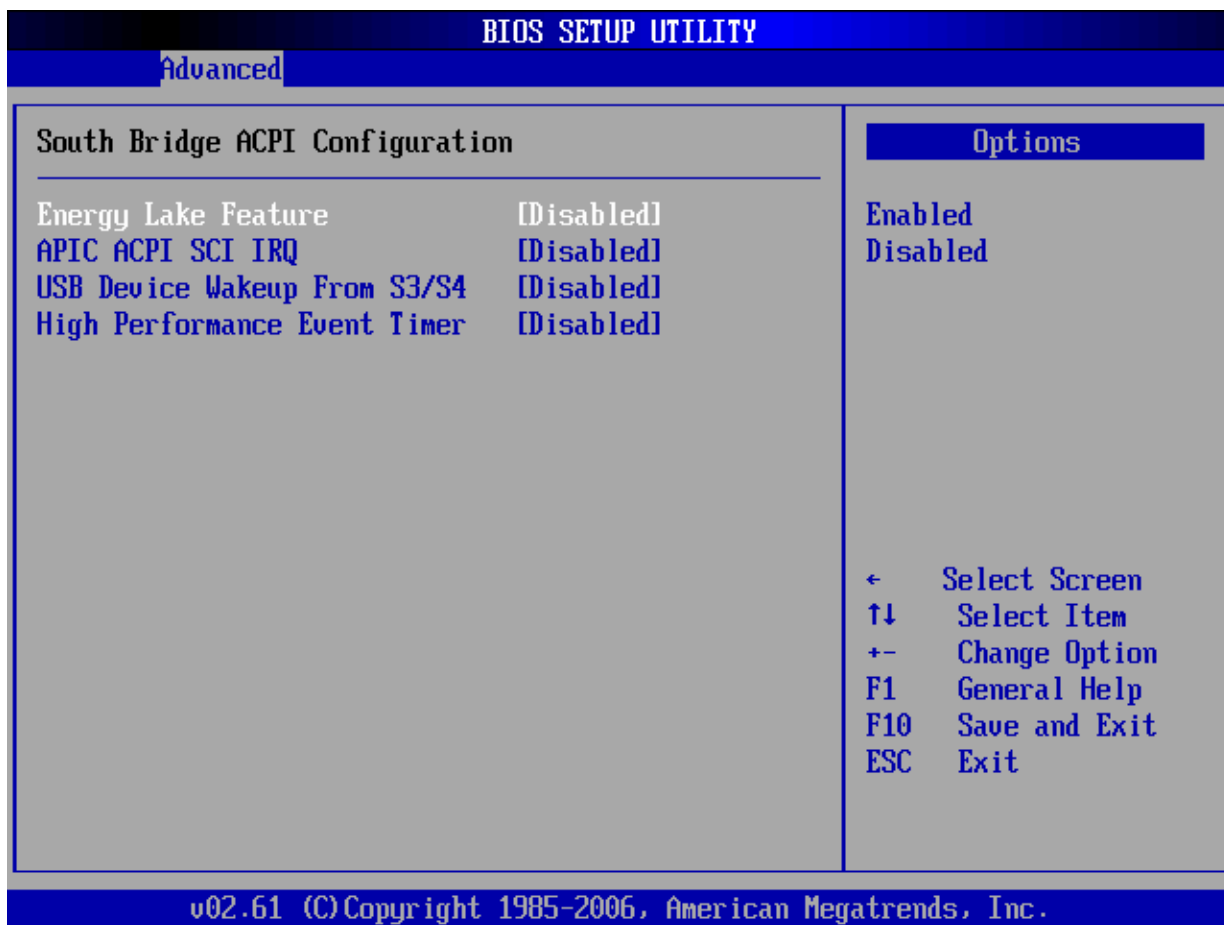 BIOS SETUP UTILITY
Advanced
South Bridge ACPI Configuration
Energy Lake Feature [Disabled]
APIC ACPI SCI IRQ [Disabled]
USB Device Wakeup From S3/S4 [Disabled]
High Performance Event Timer [Disabled]
Options
Enabled
Disabled
← Select Screen
↑↓ Select Item
+- Change Option
F1 General Help
F10 Save and Exit
ESC Exit
v02.61 (C)Copyright 1985-2006, American Megatrends, Inc.